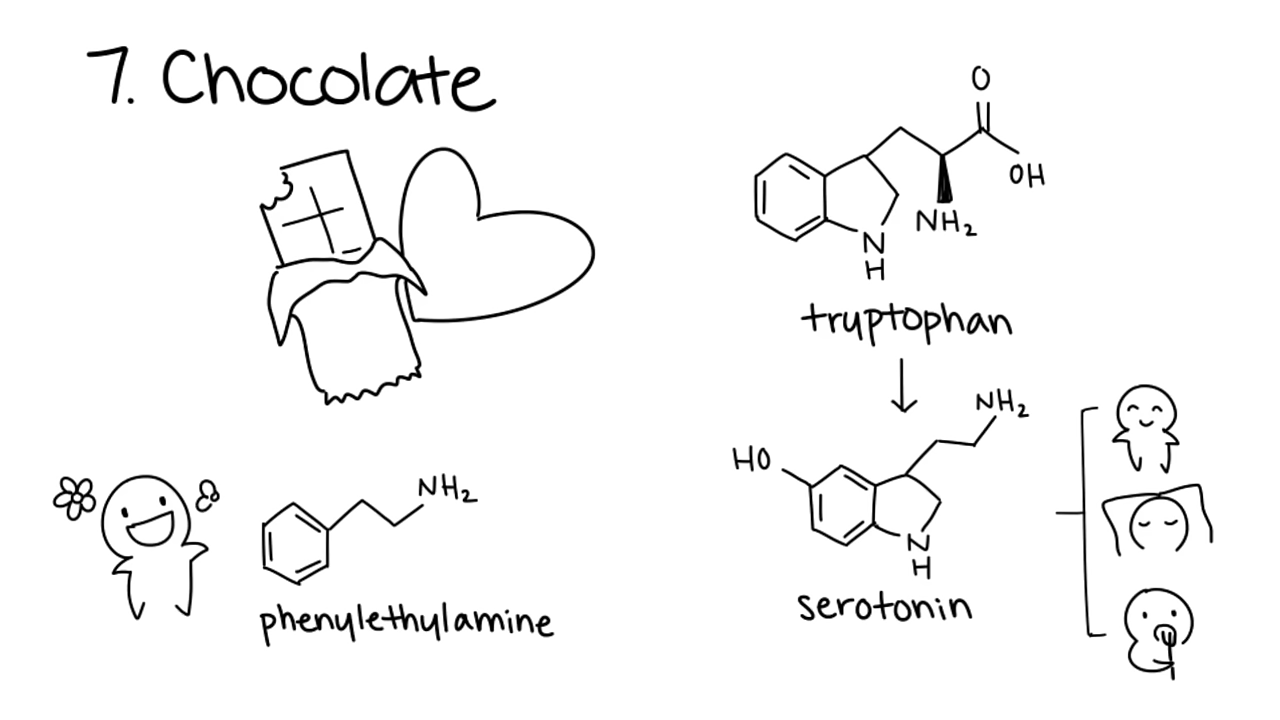 7. Chocolate
O
OH
NH₂
N
H
tryptophan
NH₂
HO
N
H
serotonin
NH₂
phenylethylamine